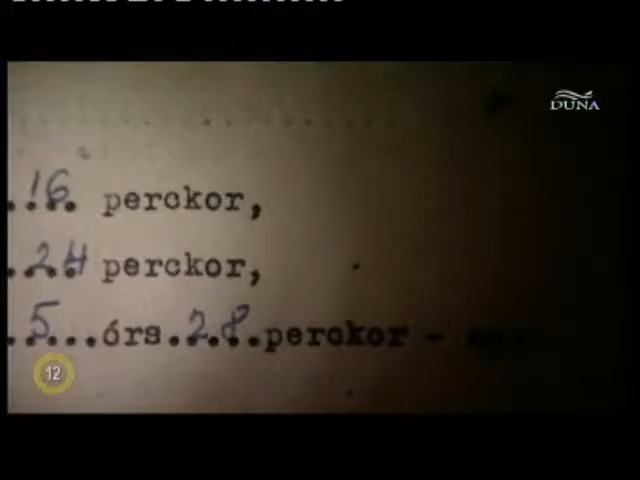 DUNA
..16.. perckor,
..24.. perckor,
..5...órs.28..perckor -
12